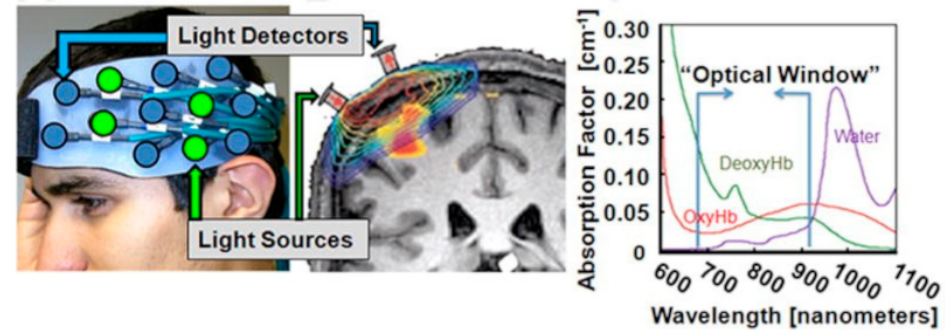 Light Detectors
Light Sources
Absorption Factor [cm-1]
0.30
0.25
0.20
0.15
0.10
0.05
0
"Optical Window"
Water
DeoxyHb
OxyHb
600 700 800 900 1000 1100
Wavelength [nanometers]